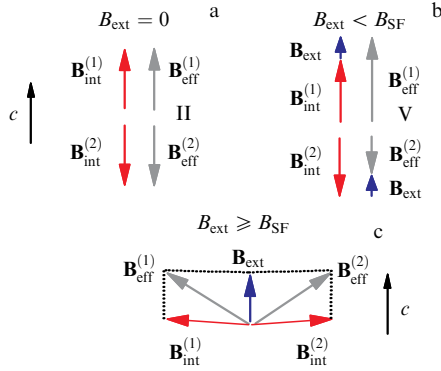 B_ext = 0 a
B_int^(1) B_eff^(1)
II
c
B_int^(2) B_eff^(2)
B_ext < B_SF b
B_ext
B_int^(1) B_eff^(1)
V
B_int^(2) B_eff^(2)
B_ext
B_ext ⩾ B_SF
c
B_eff^(1) B_ext B_eff^(2)
c
B_int^(1) B_int^(2)